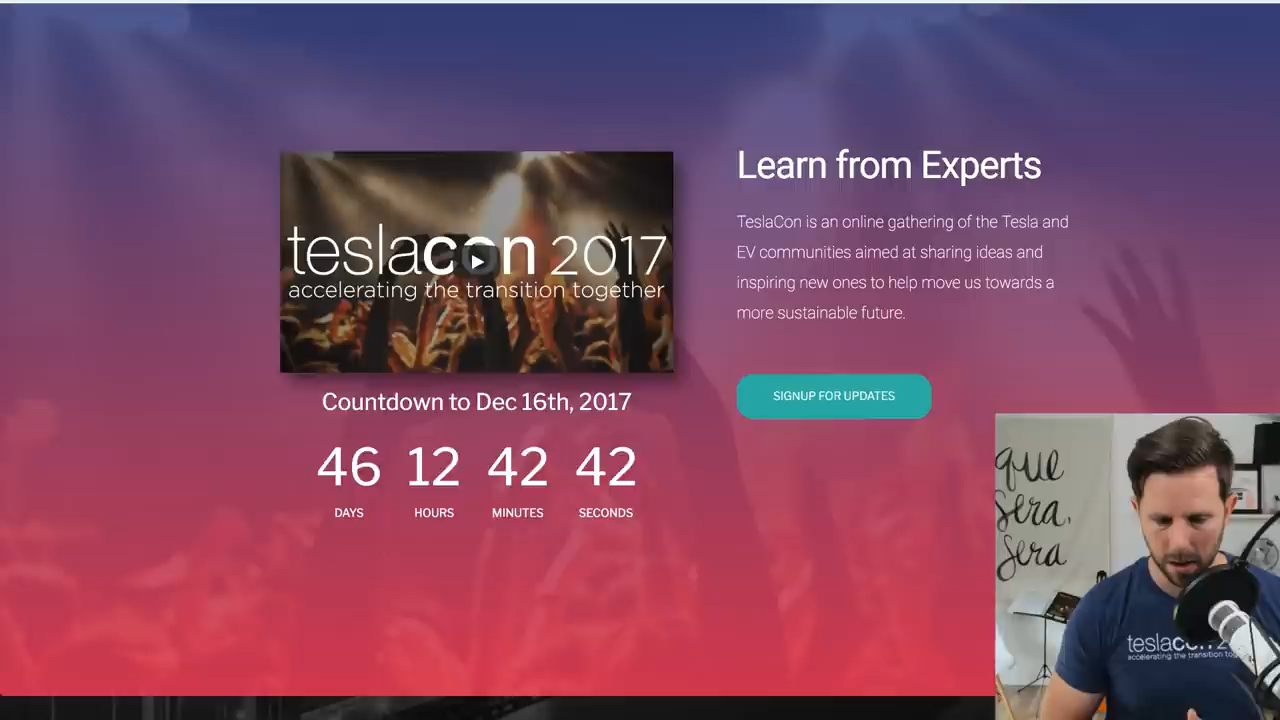 teslacon 2017
accelerating the transition together
Countdown to Dec 16th, 2017
46 12 42 42
DAYS HOURS MINUTES SECONDS
Learn from Experts
TeslaCon is an online gathering of the Tesla and
EV communities aimed at sharing ideas and
inspiring new ones to help move us towards a
more sustainable future.
SIGNUP FOR UPDATES
que
sera,
sera
teslacon 2
accelerating the transition